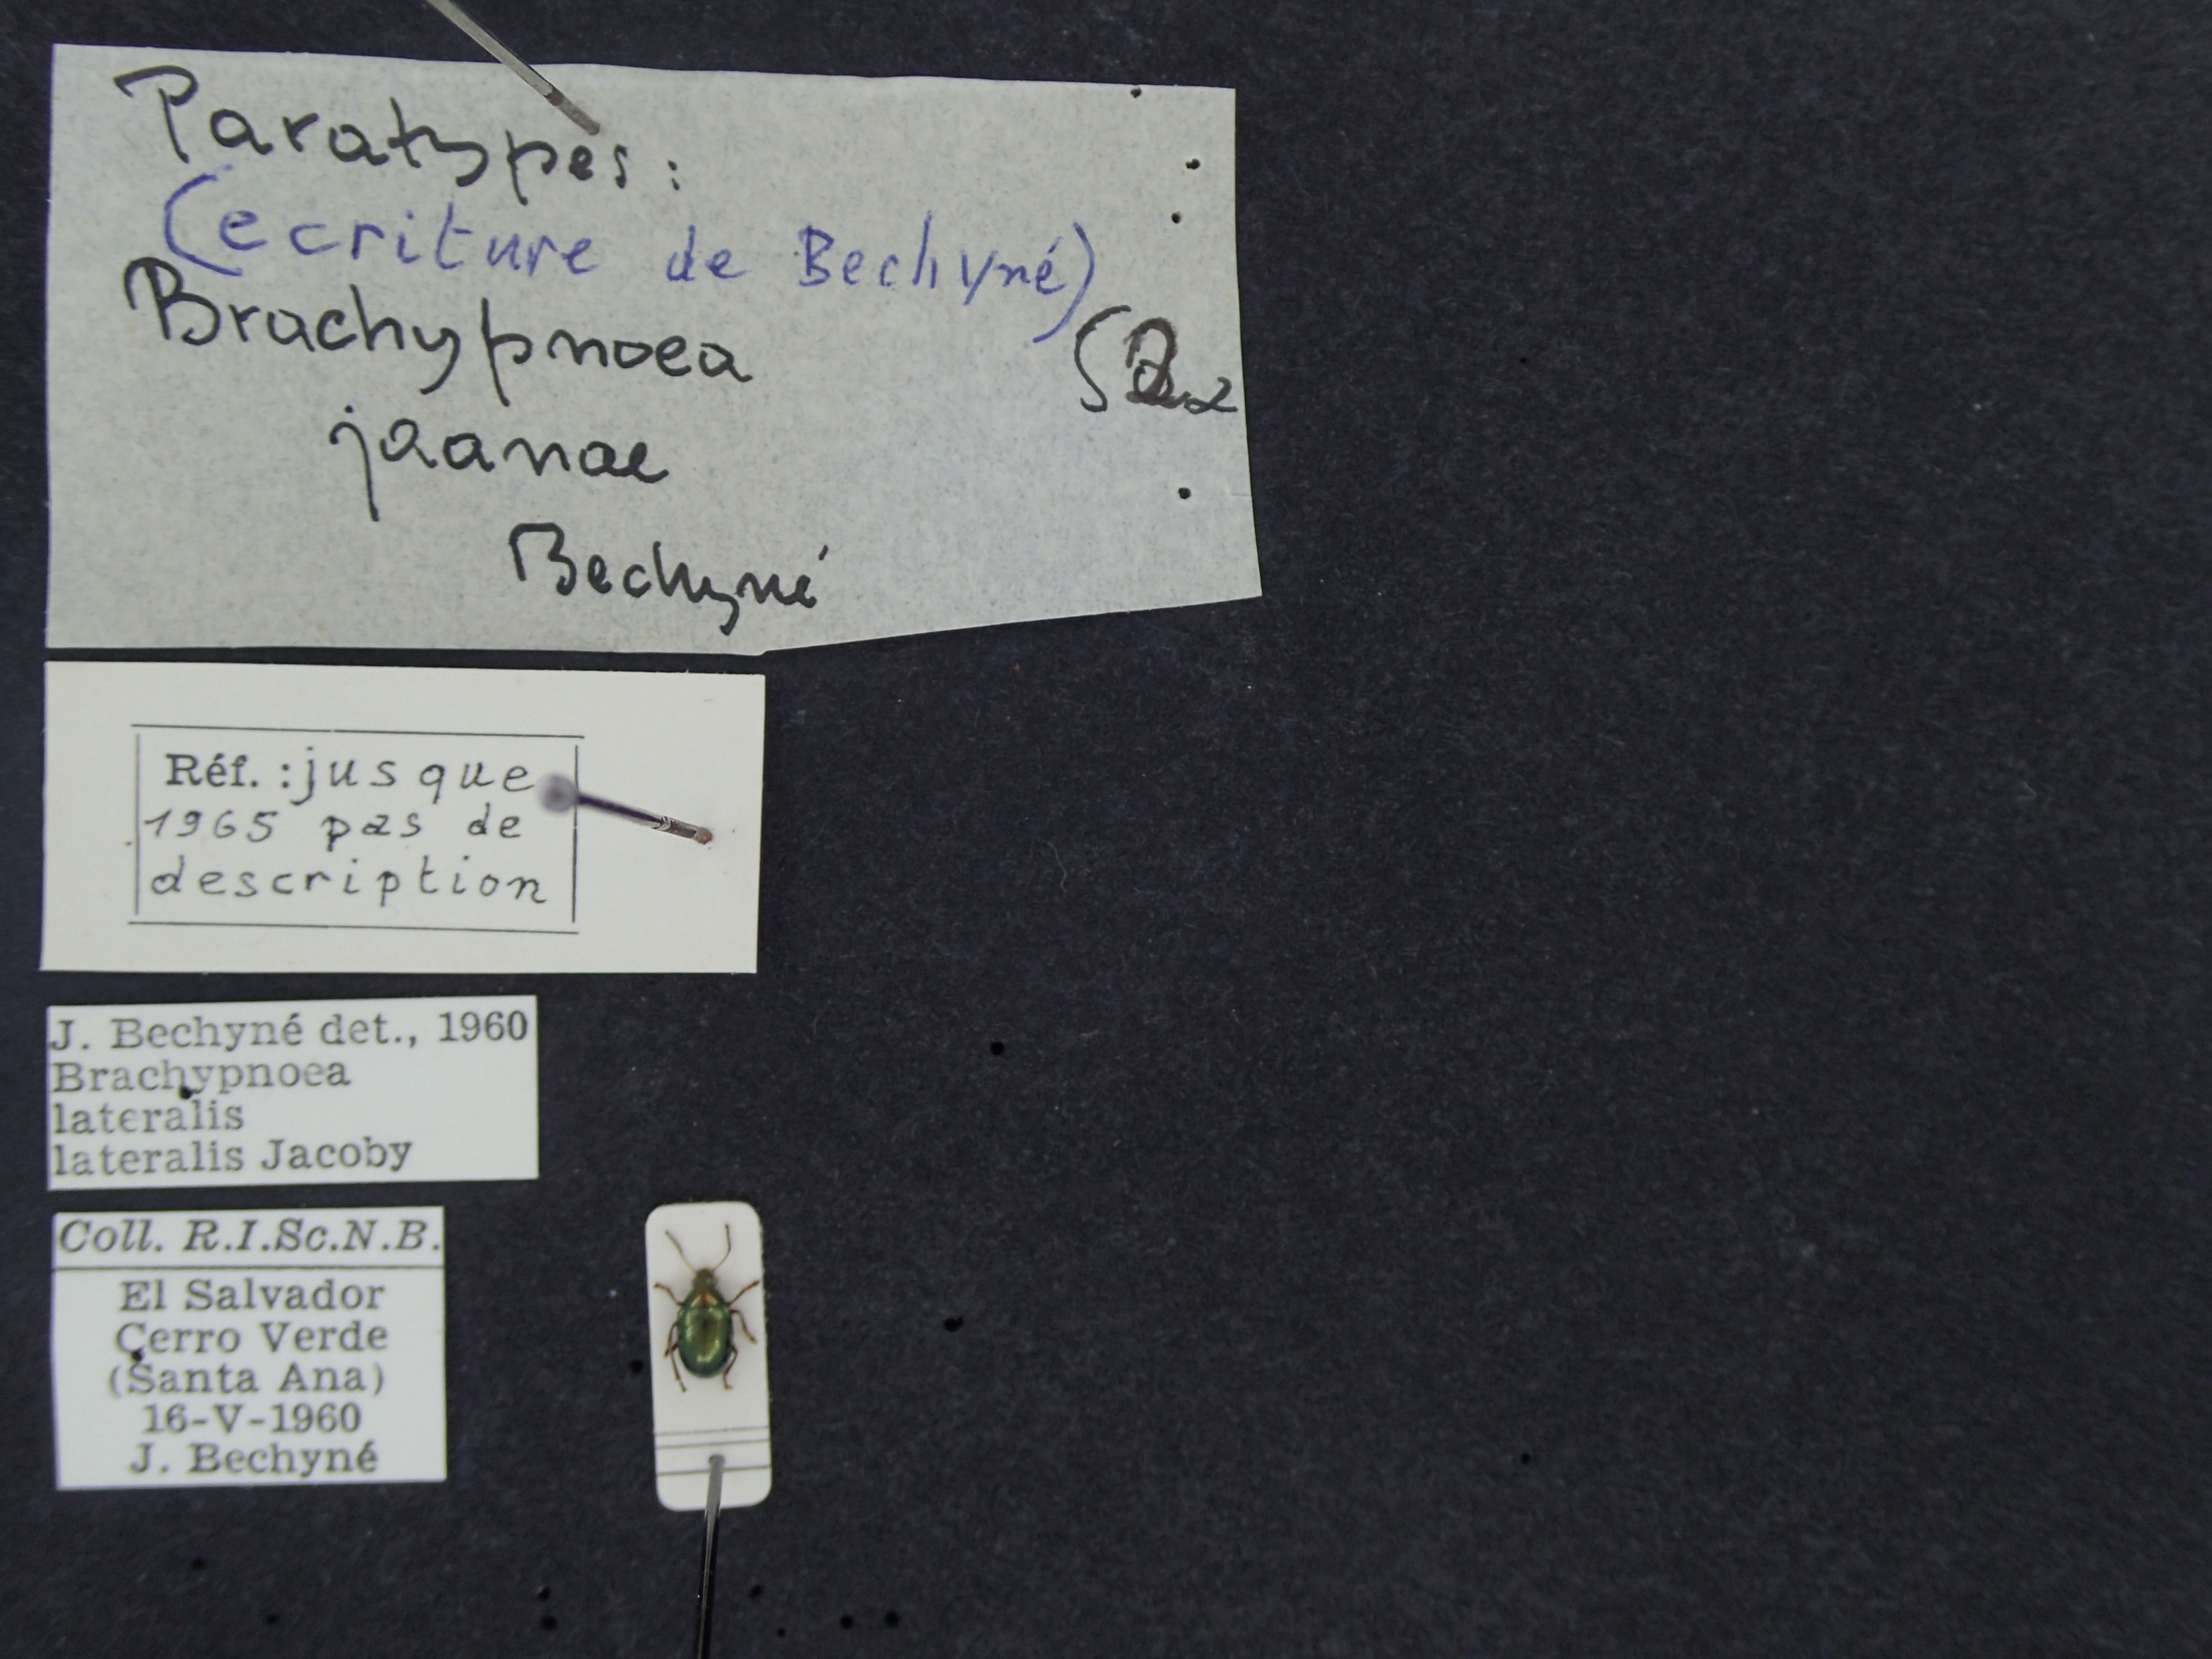 Paratypes:
(ecriture de Bechyné)
Brachypnoea
jaanae
Bechyné
Réf. : jusque
1965 pas de
description
J. Bechyné det., 1960
Brachypnoea
lateralis
lateralis Jacoby
Coll. R.I.Sc.N.B.
El Salvador
Cerro Verde
(Santa Ana)
16-V-1960
J. Bechyné